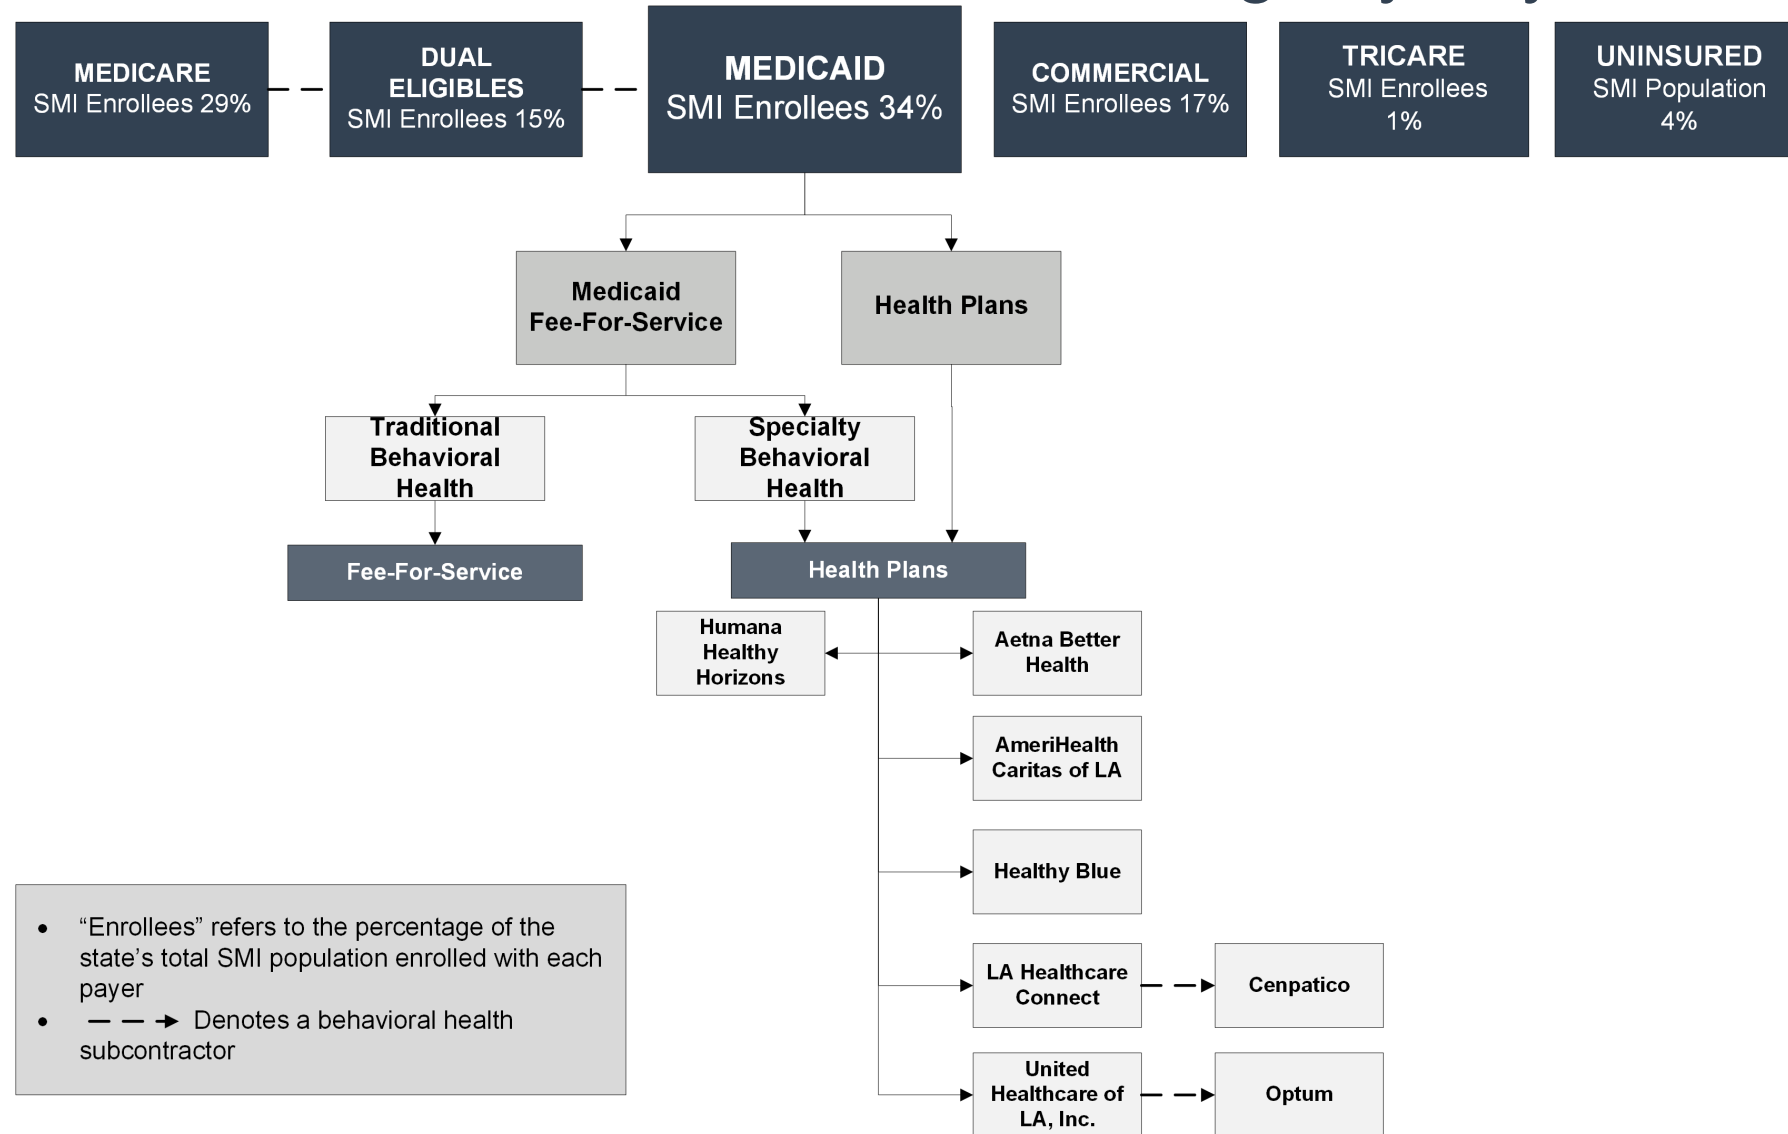 MEDICARE
SMI Enrollees 29%
DUAL
ELIGIBLES
SMI Enrollees 15%
MEDICAID
SMI Enrollees 34%
COMMERCIAL
SMI Enrollees 17%
TRICARE
SMI Enrollees
1%
UNINSURED
SMI Population
4%
Medicaid
Fee-For-Service
Health Plans
Traditional
Behavioral
Health
Specialty
Behavioral
Health
Fee-For-Service
Health Plans
Humana
Healthy
Horizons
Aetna Better
Health
AmeriHealth
Caritas of LA
Healthy Blue
LA Healthcare
Connect
Cenpatico
United
Healthcare of
LA, Inc.
Optum
• “Enrollees” refers to the percentage of the
state’s total SMI population enrolled with each
payer
• Denotes a behavioral health
subcontractor